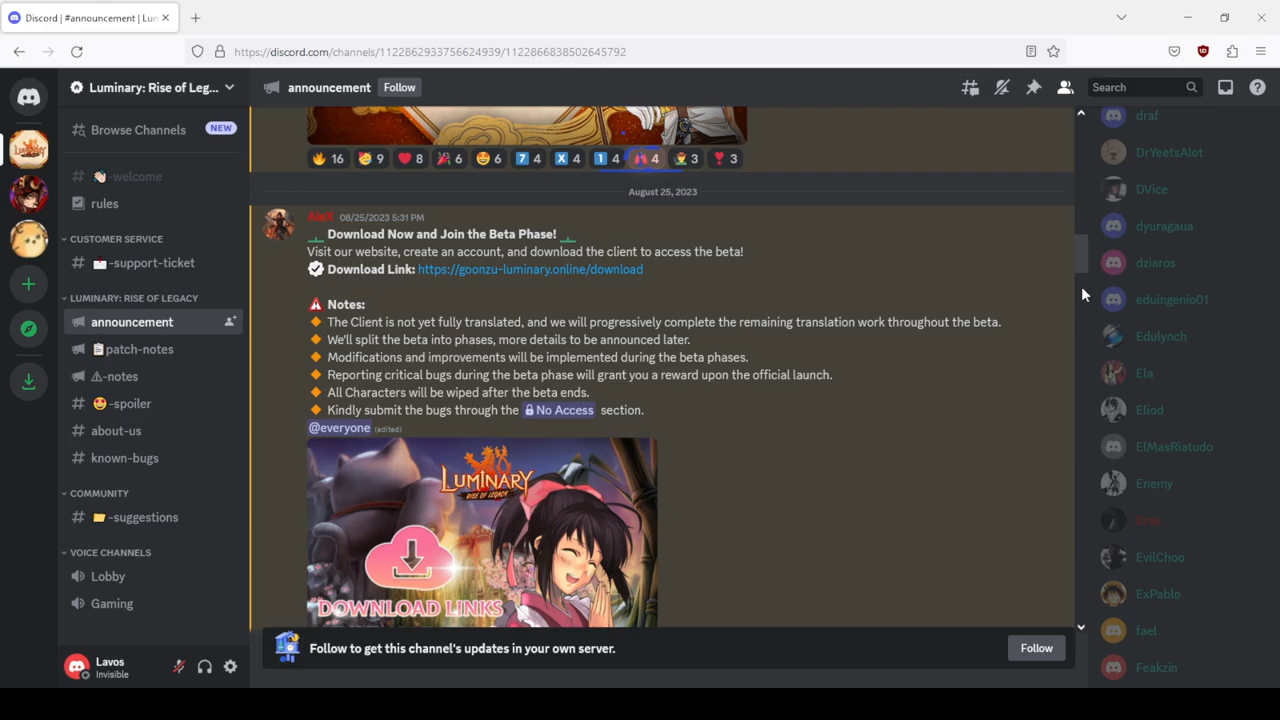 Discord | #announcement | Lun
https://discord.com/channels/1122862933756624939/1122866838502645792
Luminary: Rise of Leg...
announcement
Follow
Search
Browse Channels
NEW
-welcome
rules
CUSTOMER SERVICE
-support-ticket
LUMINARY: RISE OF LEGACY
announcement
patch-notes
-notes
-spoiler
about-us
known-bugs
COMMUNITY
-suggestions
VOICE CHANNELS
Lobby
Gaming
Lavos
Invisible
16 9 8 6 6 7 4 X 4 1 4 4 3 3
August 25, 2023
AleX 08/25/2023 5:31 PM
Download Now and Join the Beta Phase!
Visit our website, create an account, and download the client to access the beta!
Download Link: https://goonzu-luminary.online/download
Notes:
The Client is not yet fully translated, and we will progressively complete the remaining translation work throughout the beta.
We'll split the beta into phases, more details to be announced later.
Modifications and improvements will be implemented during the beta phases.
Reporting critical bugs during the beta phase will grant you a reward upon the official launch.
All Characters will be wiped after the beta ends.
Kindly submit the bugs through the No Access section.
@everyone (edited)
LUMINARY
RISE OF LEGACY
DOWNLOAD LINKS
Follow to get this channel's updates in your own server.
Follow
draf
DrYeetsAlot
DVice
dyuragaua
dziaros
eduingenio01
Edulynch
Ela
Eliod
ElMasRiatudo
Enemy
EvilChoo
ExPablo
fael
Feakzin